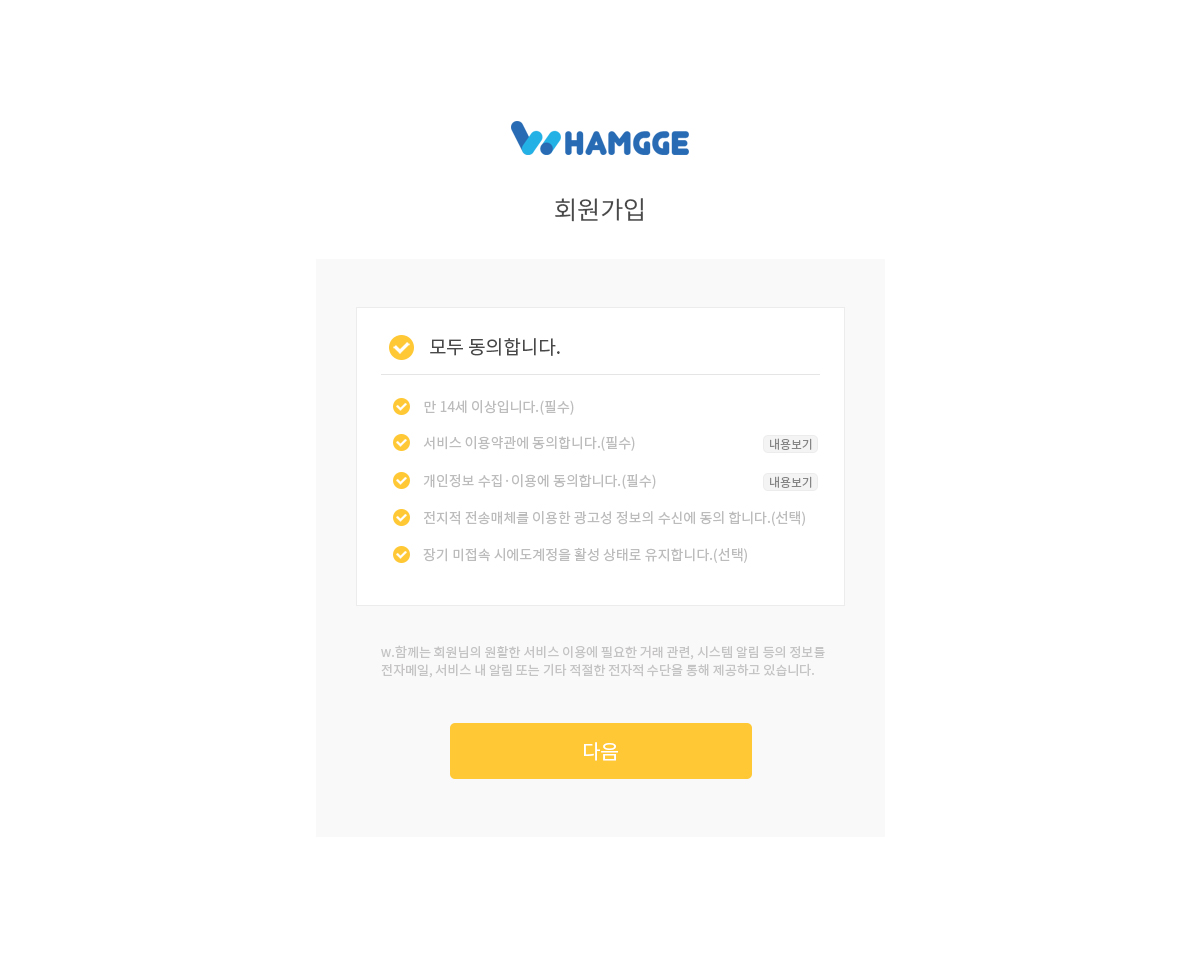 W HAMGGE
회원가입
모두 동의합니다.
만 14세 이상입니다.(필수)
서비스 이용약관에 동의합니다.(필수)
내용보기
개인정보 수집·이용에 동의합니다.(필수)
내용보기
전지적 전송매체를 이용한 광고성 정보의 수신에 동의 합니다.(선택)
장기 미접속 시에도계정을 활성 상태로 유지합니다.(선택)
w.함께는 회원님의 원활한 서비스 이용에 필요한 거래 관련, 시스템 알림 등의 정보틀
전자메일, 서비스 내 알림 또는 기타 적절한 전자적 수단을 통해 제공하고 있습니다.
다음